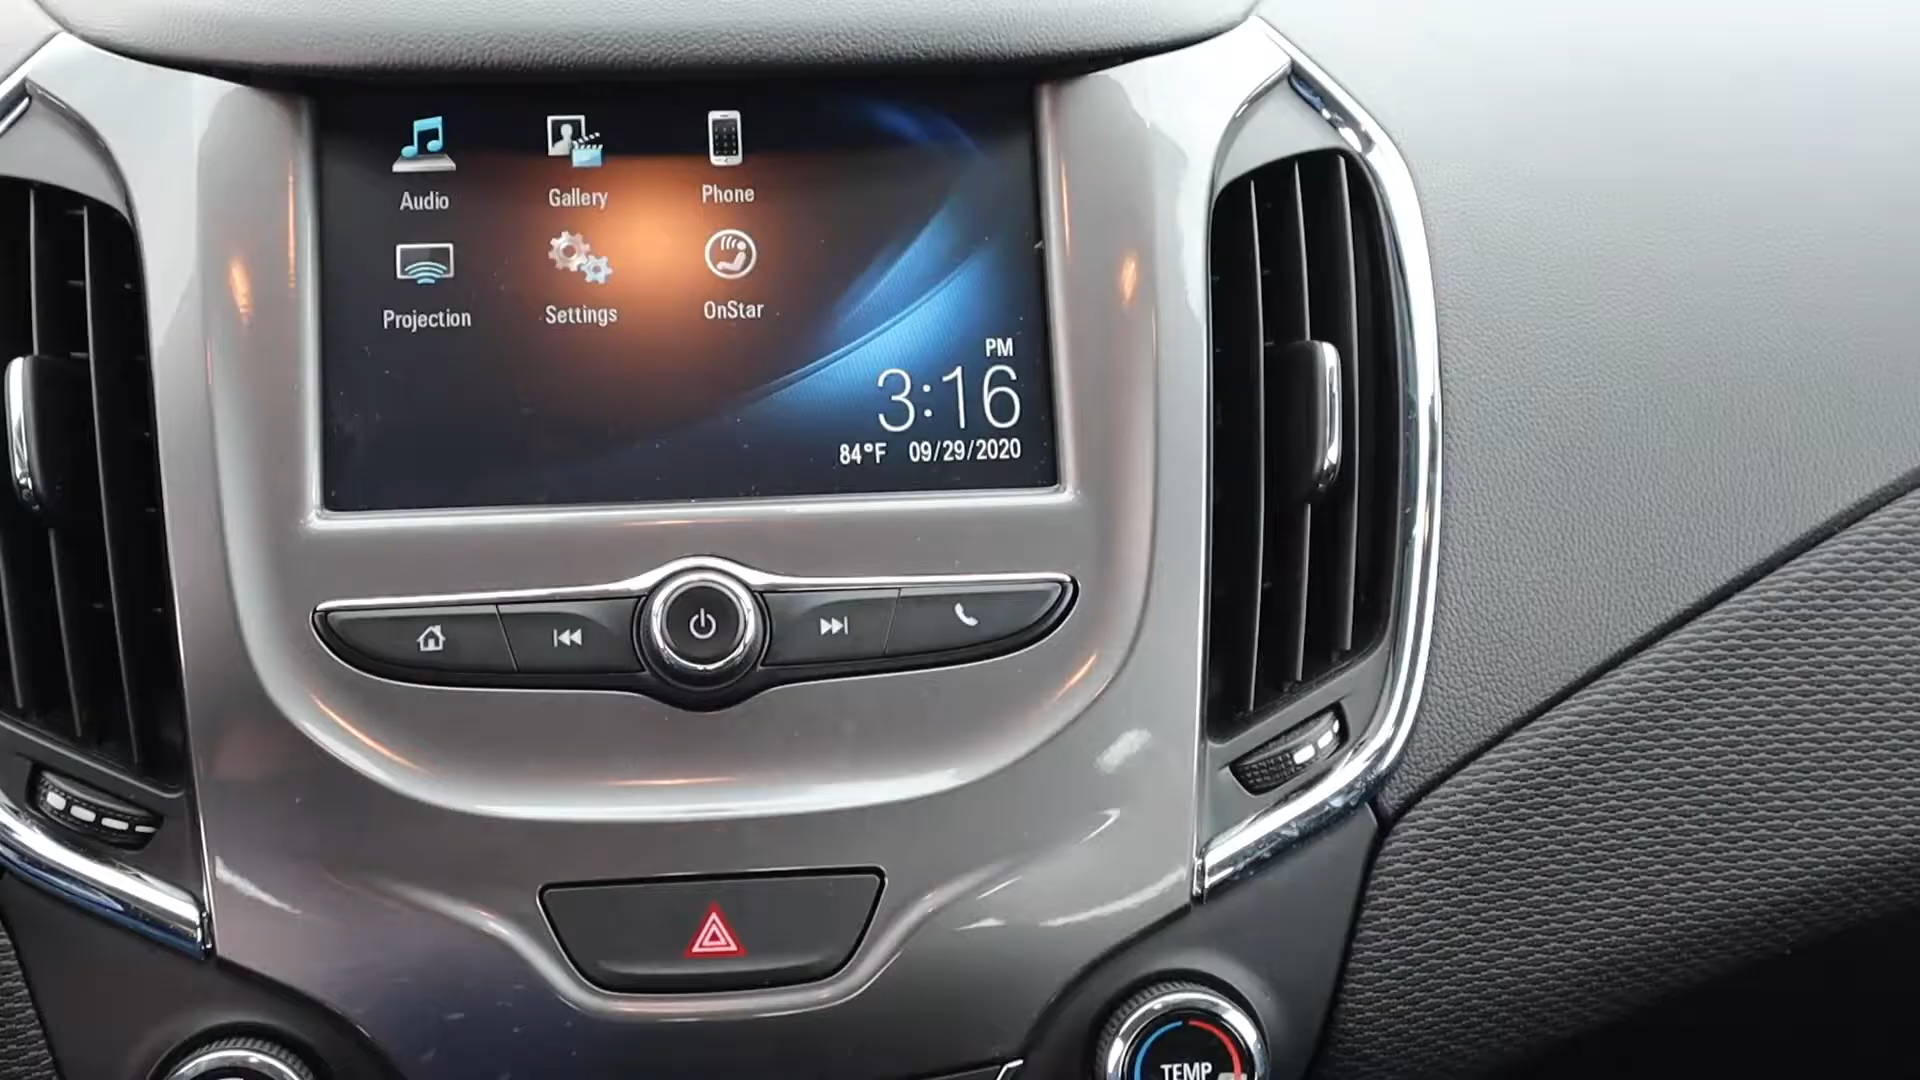 Audio
Gallery
Phone
Projection
Settings
OnStar
PM
3:16
84°F 09/29/2020
TEMP